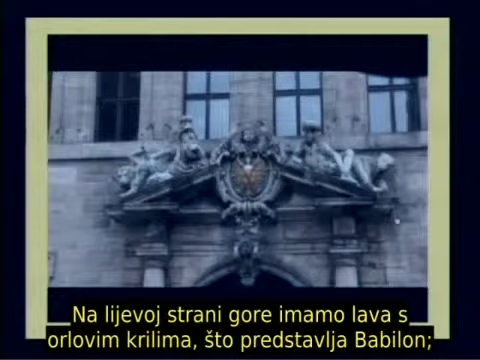 Na lijevoj strani gore imamo lava s
orlovim krilima, što predstavlja Babilon;